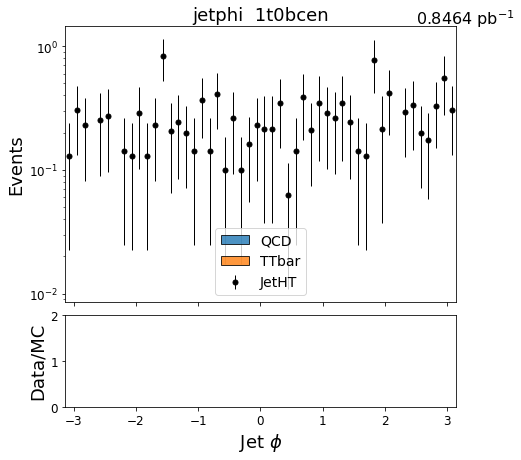 jetphi 1t0bcen
0.8464 pb⁻¹
Events
10⁰
10⁻¹
10⁻²
QCD
TTbar
JetHT
Data/MC
2
1
0
−3 −2 −1 0 1 2 3
Jet ϕ